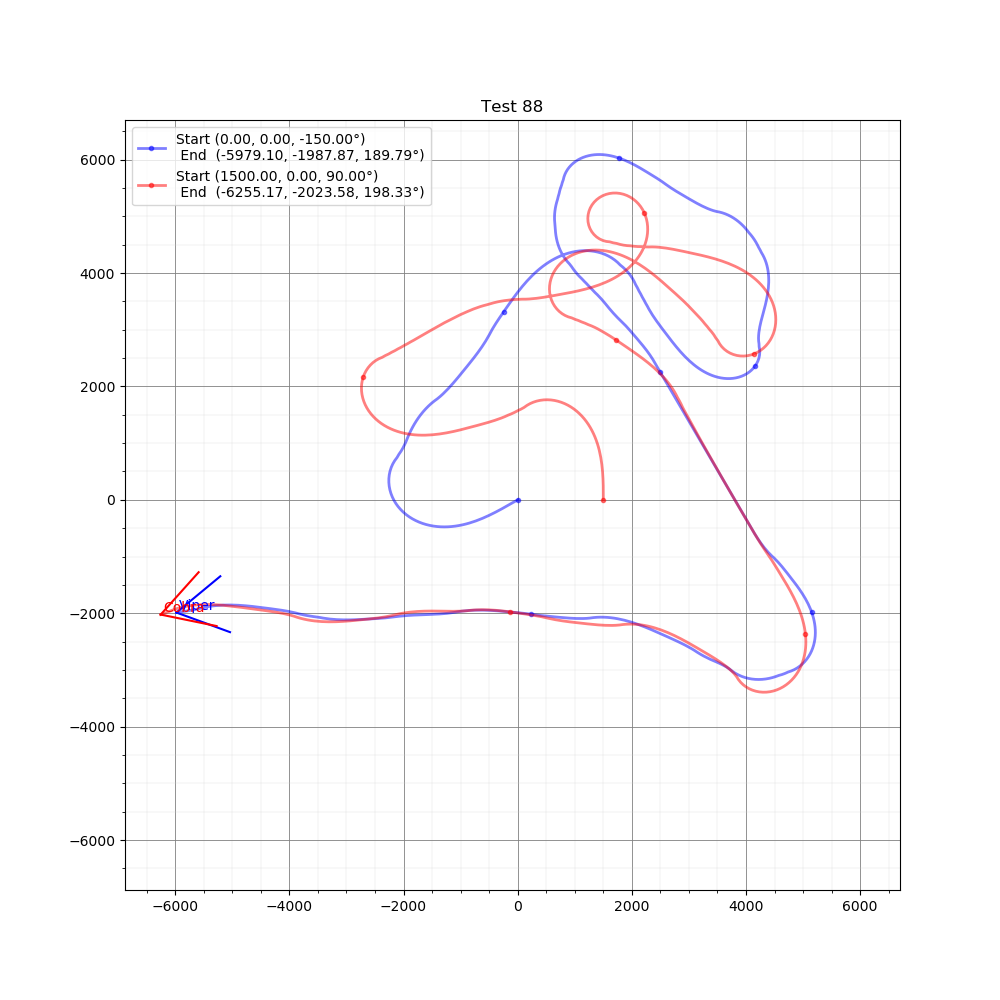 Test 88
Start (0.00, 0.00, -150.00°)
End  (-5979.10, -1987.87, 189.79°)
Start (1500.00, 0.00, 90.00°)
End  (-6255.17, -2023.58, 198.33°)
6000
4000
2000
0
Viper
Cobra
−2000
−4000
−6000
−6000 −4000 −2000 0 2000 4000 6000